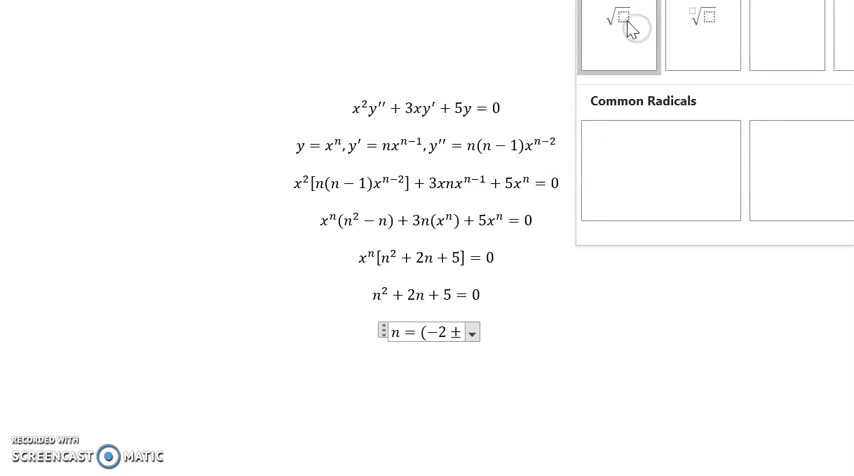 x²y′′ + 3xy′ + 5y = 0
Common Radicals
y = xⁿ, y′ = nxⁿ⁻¹, y′′ = n(n − 1)xⁿ⁻²
x²[n(n − 1)xⁿ⁻²] + 3xnxⁿ⁻¹ + 5xⁿ = 0
xⁿ(n² − n) + 3n(xⁿ) + 5xⁿ = 0
xⁿ[n² + 2n + 5] = 0
n² + 2n + 5 = 0
n = (−2 ±
RECORDED WITH
SCREENCAST MATIC